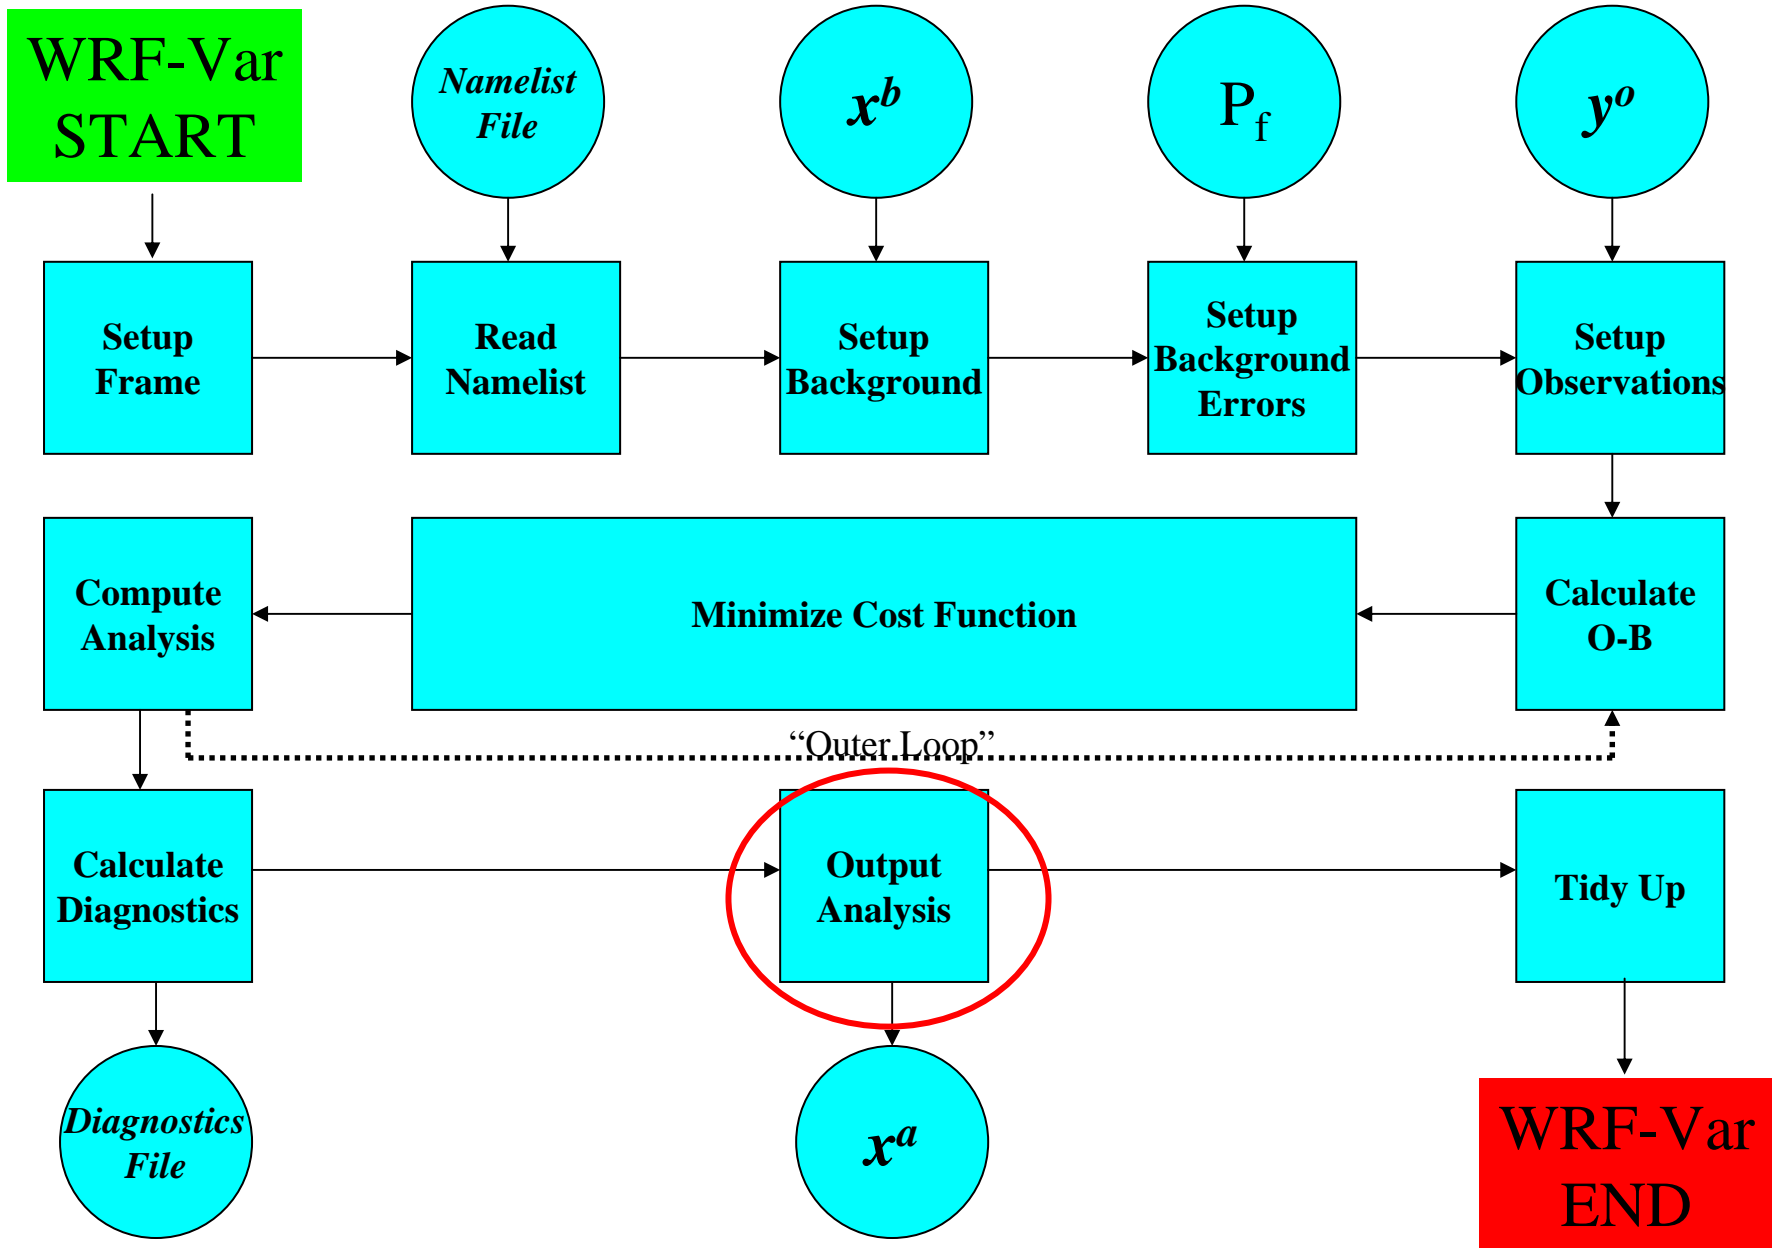 WRF-Var
START
Namelist
File
x^b
P_f
y^o
Setup
Frame
Read
Namelist
Setup
Background
Setup
Background
Errors
Setup
Observations
Compute
Analysis
Minimize Cost Function
Calculate
O-B
“Outer Loop”
Calculate
Diagnostics
Output
Analysis
Tidy Up
Diagnostics
File
x^a
WRF-Var
END